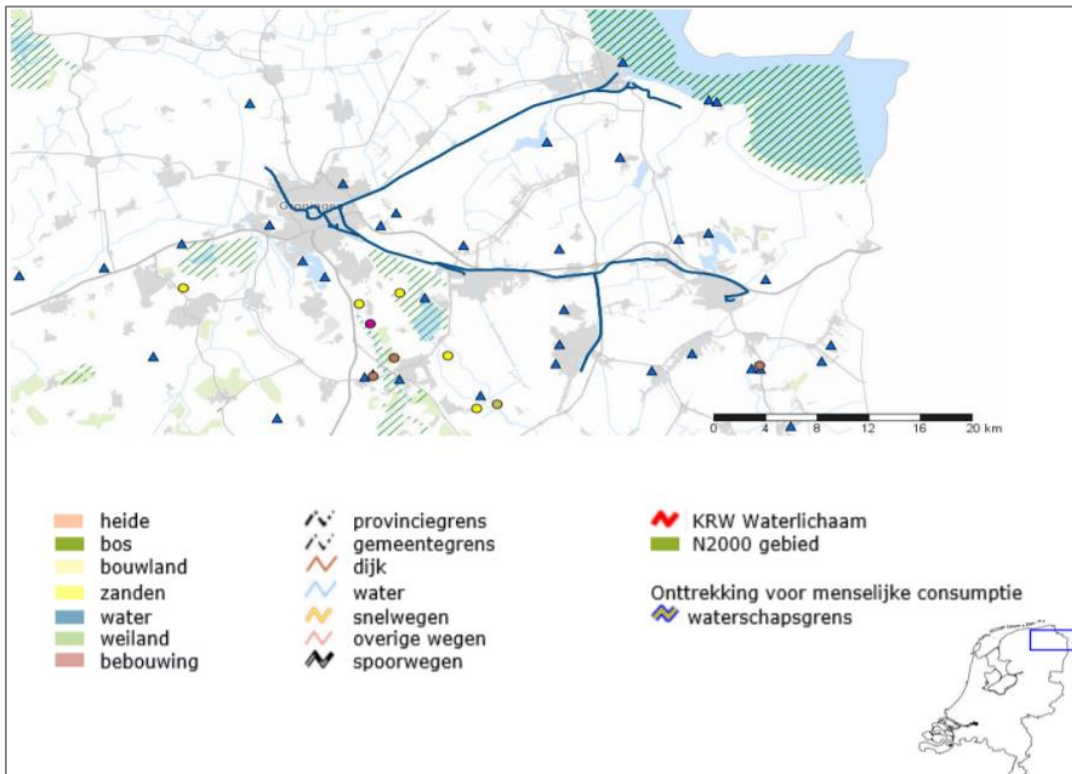 Groningen
0 4 8 12 16 20 km
heide
bos
bouwland
zanden
water
weiland
bebouwing
provinciegrens
gemeentegrens
dijk
water
snelwegen
overige wegen
spoorwegen
KRW Waterlichaam
N2000 gebied
Onttrekking voor menselijke consumptie
waterschapsgrens